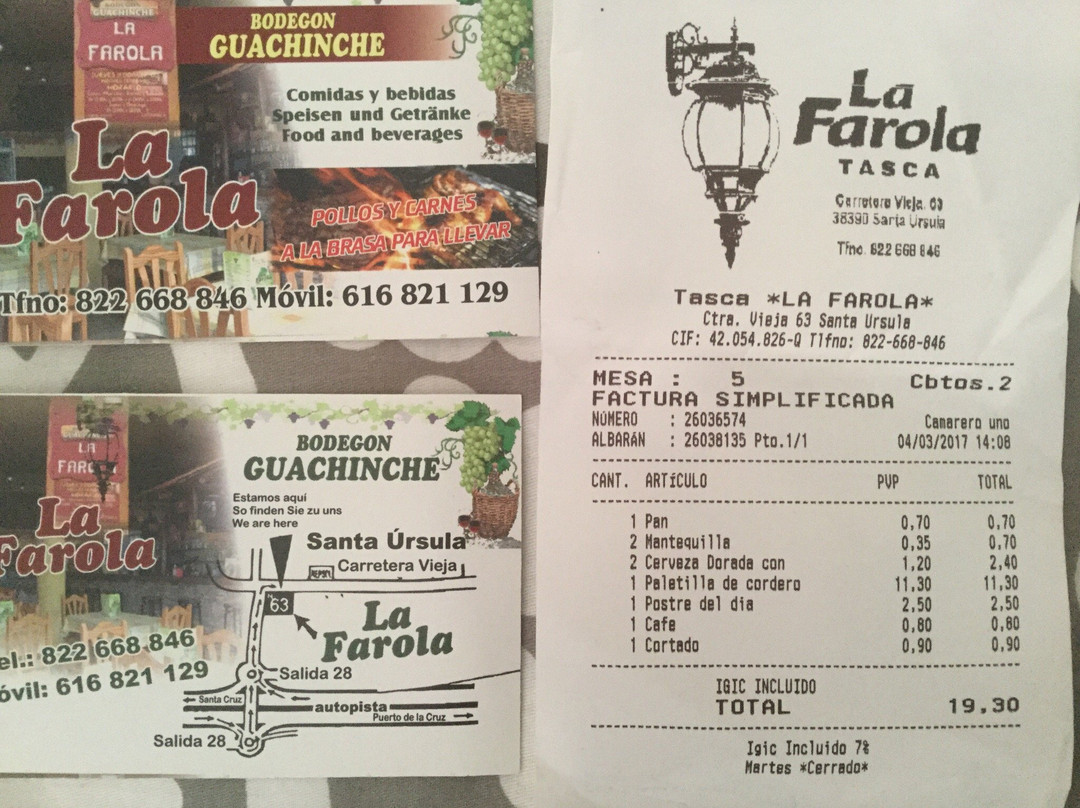 LA
FAROLA
BODEGON
GUACHINCHE
Comidas y bebidas
Speisen und Getränke
Food and beverages
La
Farola
POLLOS Y CARNES
A LA BRASA PARA LLEVAR
Tfno: 822 668 846 Móvil: 616 821 129
LA
BODEGON
GUACHINCHE
Estamos aquí
So finden Sie zu uns
We are here
Santa Úrsula
Carretera Vieja
REPSOL
63
La
Farola
La
Farola
el.: 822 668 846
óvil: 616 821 129
Salida 28
Santa Cruz
autopista
Puerto de la Cruz
Salida 28
La
Farola
TASCA
Carretera Vieja. 63
38390 Santa Ursula
Tfno. 822 668 846
Tasca *LA FAROLA*
Ctra. Vieja 63 Santa Ursula
CIF: 42.054.826-Q Tlfno: 822-668-846
MESA : 5 Cbtos.2
FACTURA SIMPLIFICADA
NÚMERO : 26036574 Camarero uno
ALBARÁN : 26038135 Pto.1/1 04/03/2017 14:08
CANT. ARTÍCULO PVP TOTAL
1 Pan 0,70 0,70
2 Mantequilla 0,35 0,70
2 Cerveza Dorada con 1,20 2,40
1 Paletilla de cordero 11,30 11,30
1 Postre del dia 2,50 2,50
1 Cafe 0,80 0,80
1 Cortado 0,90 0,90
IGIC INCLUIDO
TOTAL 19,30
Igic Incluido 7%
Martes *Cerrado*